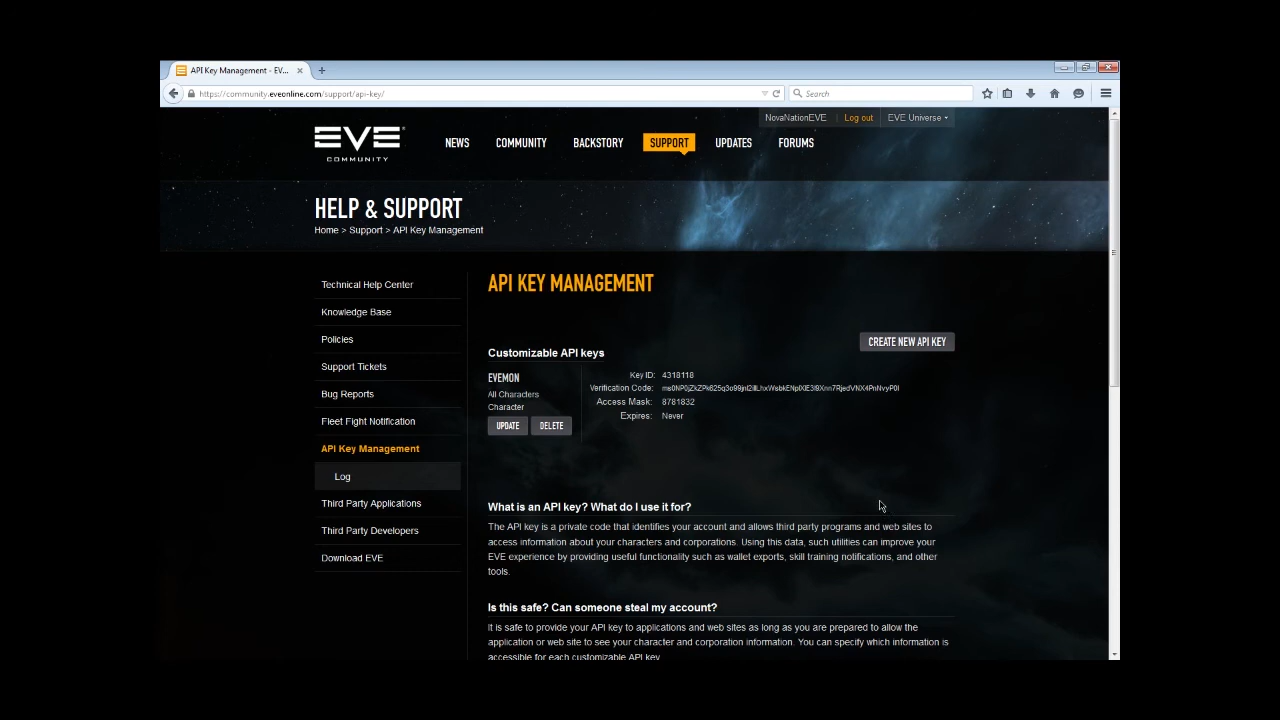 API Key Management - EV...
https://community.eveonline.com/support/api-key/
Search
NovaNationEVE
Log out
EVE Universe
EVE
COMMUNITY
NEWS
COMMUNITY
BACKSTORY
SUPPORT
UPDATES
FORUMS
HELP & SUPPORT
Home > Support > API Key Management
Technical Help Center
Knowledge Base
Policies
Support Tickets
Bug Reports
Fleet Fight Notification
API Key Management
Log
Third Party Applications
Third Party Developers
Download EVE
API KEY MANAGEMENT
CREATE NEW API KEY
Customizable API keys
EVEMON
All Characters
Character
UPDATE
DELETE
Key ID: 4318118
Verification Code:
Access Mask: 8781832
Expires: Never
What is an API key? What do I use it for?
The API key is a private code that identifies your account and allows third party programs and web sites to
access information about your characters and corporations. Using this data, such utilities can improve your
EVE experience by providing useful functionality such as wallet exports, skill training notifications, and other
tools.
Is this safe? Can someone steal my account?
It is safe to provide your API key to applications and web sites as long as you are prepared to allow the
application or web site to see your character and corporation information. You can specify which information is
accessible for each customizable API key